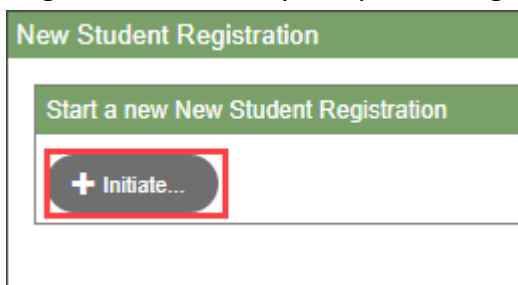 New Student Registration
Start a new New Student Registration
+ Initiate...